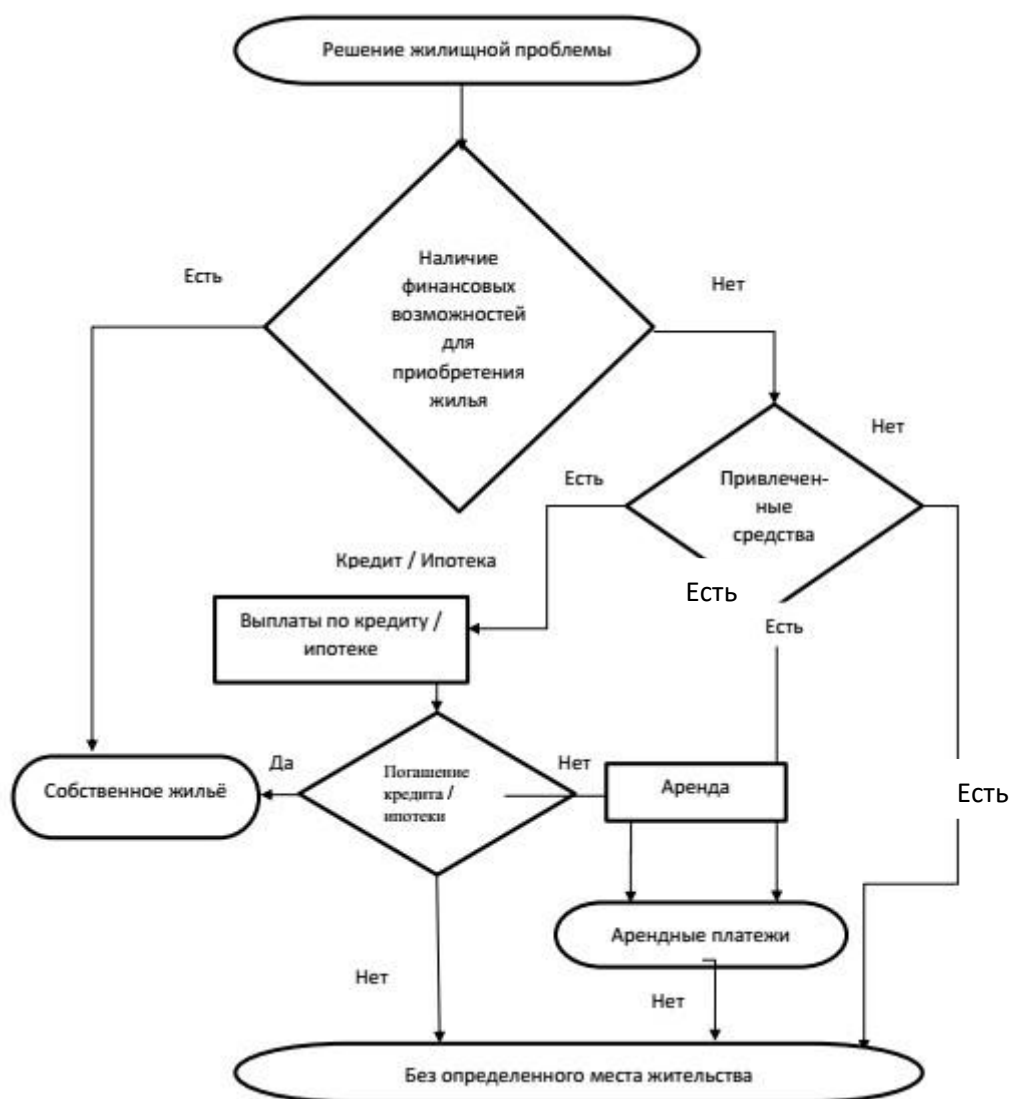 Решение жилищной проблемы
Есть
Наличие
финансовых
возможностей
для
приобретения
жилья
Нет
Нет
Есть
Привлечен-
ные
средства
Кредит / Ипотека
Есть
Выплаты по кредиту /
ипотеке
Есть
Собственное жильё
Да
Погашение
кредита /
ипотеки
Нет
Аренда
Есть
Арендные платежи
Нет
Нет
Без определенного места жительства